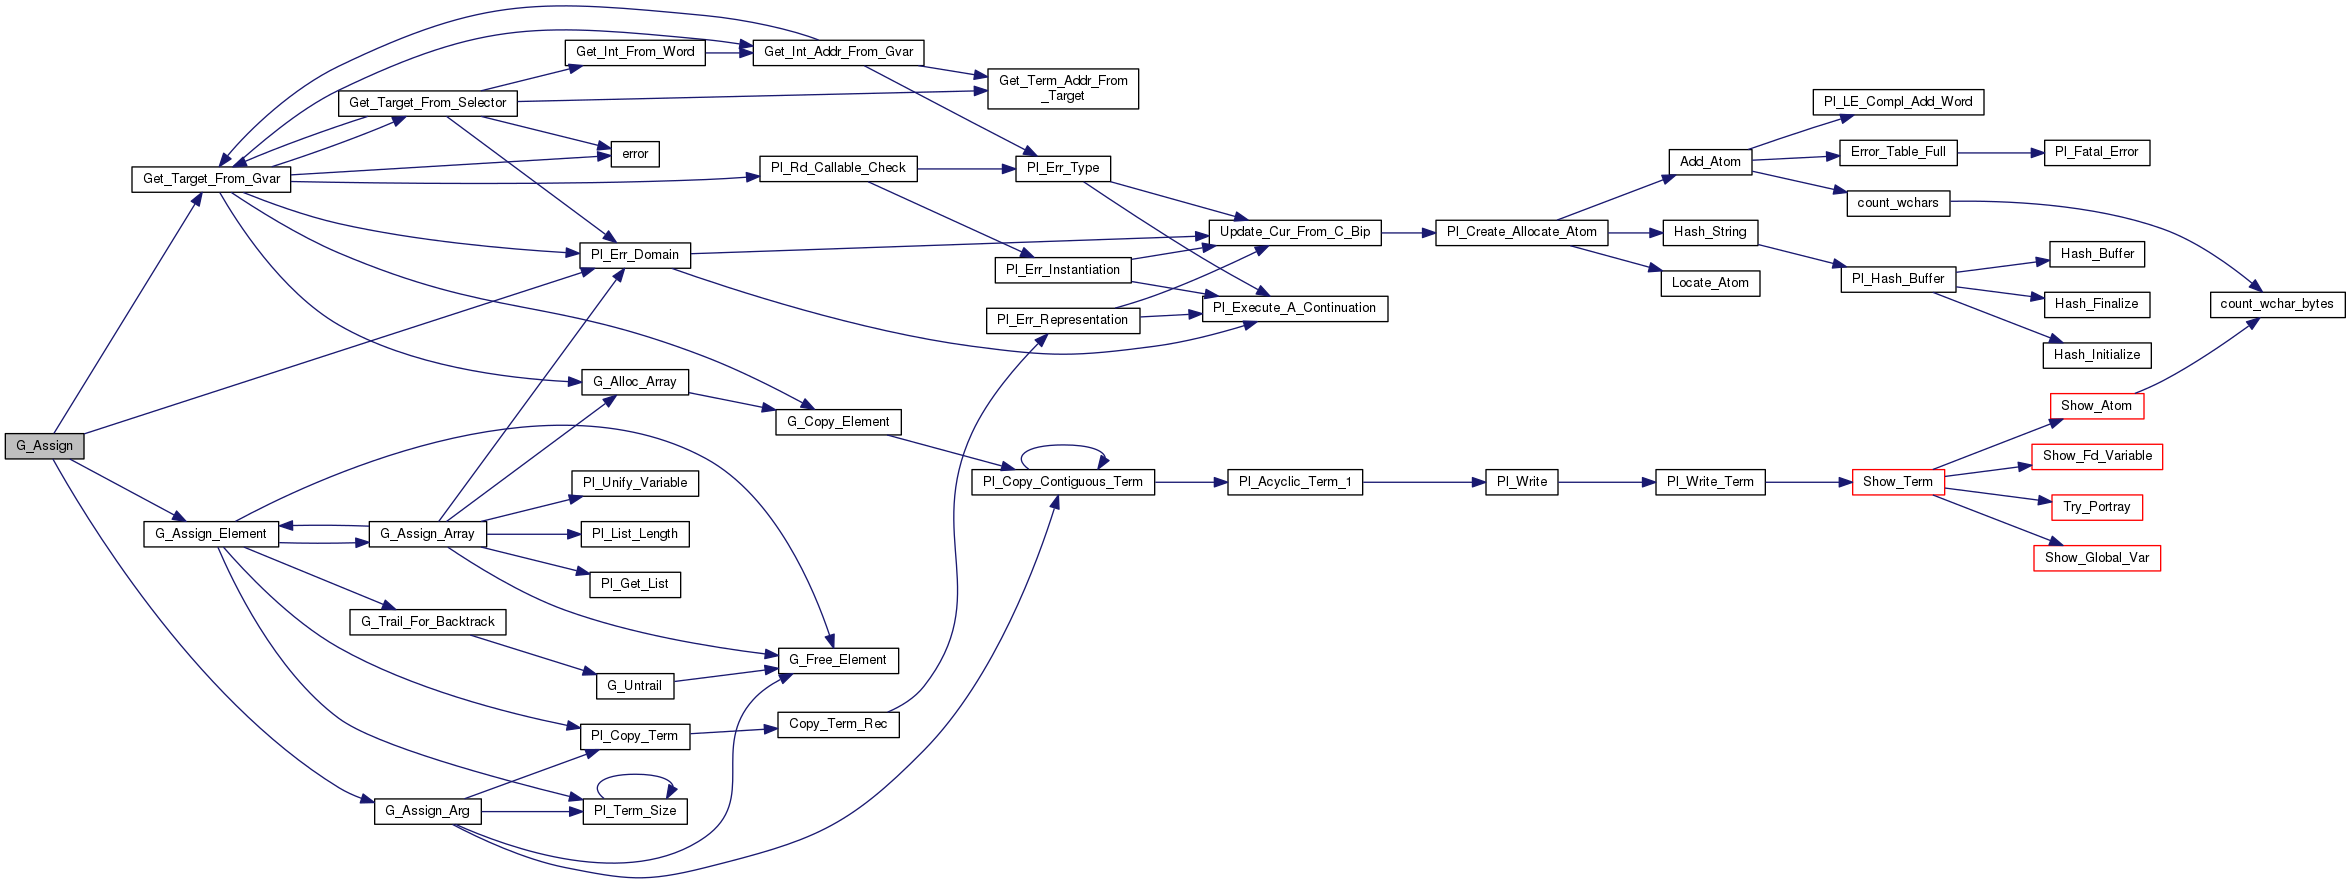 G_Assign
Get_Target_From_Gvar
G_Assign_Element
Get_Target_From_Selector
G_Assign_Array
G_Trail_For_Backtrack
G_Assign_Arg
Get_Int_From_Word
error
Pl_Err_Domain
G_Alloc_Array
Pl_Unify_Variable
Pl_List_Length
Pl_Get_List
G_Untrail
Pl_Copy_Term
Pl_Term_Size
Get_Int_Addr_From_Gvar
Pl_Rd_Callable_Check
G_Copy_Element
G_Free_Element
Copy_Term_Rec
Get_Term_Addr_From
_Target
Pl_Err_Type
Pl_Err_Instantiation
Pl_Err_Representation
Pl_Copy_Contiguous_Term
Update_Cur_From_C_Bip
Pl_Execute_A_Continuation
Pl_Acyclic_Term_1
Pl_Create_Allocate_Atom
Pl_Write
Add_Atom
Hash_String
Locate_Atom
Pl_Write_Term
Pl_LE_Compl_Add_Word
Error_Table_Full
count_wchars
Pl_Hash_Buffer
Show_Term
Pl_Fatal_Error
Hash_Buffer
Hash_Finalize
Hash_Initialize
Show_Atom
Show_Fd_Variable
Try_Portray
Show_Global_Var
count_wchar_bytes